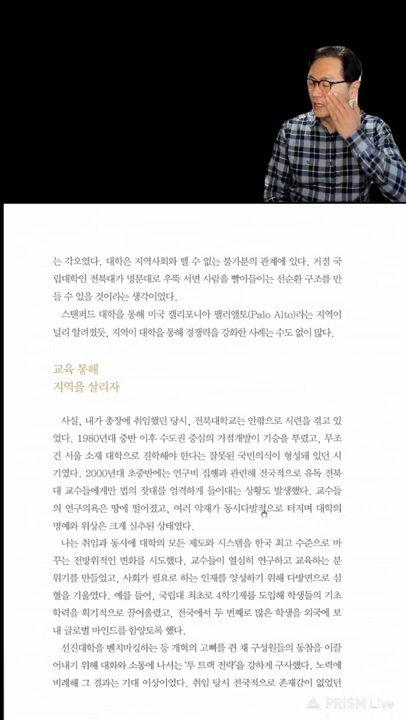 는 각오였다. 대학은 지역사회와 뗄 수 없는 불가분의 관계에 있다. 거점 국
립대학인 전북대가 명문대로 우뚝 서면 사람을 빨아들이는 선순환 구조를 만
들 수 있을 것이라는 생각이었다.
스탠퍼드 대학을 통해 미국 캘리포니아 팰러앨토(Palo Alto)라는 지역이
널리 알려졌듯, 지역이 대학을 통해 경쟁력을 강화한 사례는 수도 없이 많다.
교육 통해
지역을 살리자
사실, 내가 총장에 취임했던 당시, 전북대학교는 안팎으로 시련을 겪고 있
었다. 1980년대 중반 이후 수도권 중심의 거점개발이 기승을 부렸고, 무조
건 서울 소재 대학으로 진학해야 한다는 잘못된 국민의식이 형성돼 있던 시
기였다. 2000년대 초중반에는 연구비 집행과 관련해 전국적으로 유독 전북
대 교수들에게만 법의 잣대를 엄격하게 들이대는 상황도 발생했다. 교수들
의 연구의욕은 땅에 떨어졌고, 여러 악재가 동시다발적으로 터지며 대학의
명예와 위상은 크게 실추된 상태였다.
나는 취임과 동시에 대학의 모든 제도와 시스템을 한국 최고 수준으로 바
꾸는 전방위적인 변화를 시도했다. 교수들이 열심히 연구하고 교육하는 분
위기를 만들었고, 사회가 필요로 하는 인재를 양성하기 위해 다방면으로 심
혈을 기울였다. 예를 들어, 국립대 최초로 4학기제를 도입해 학생들의 기초
학력을 획기적으로 끌어올렸고, 전국에서 두 번째로 많은 학생을 외국에 보
내 글로벌 마인드를 함양토록 했다.
선진대학을 벤치마킹하는 등 개혁의 고삐를 쥔 채 구성원들의 동참을 이끌
어내기 위해 대화와 소통에 나서는 ‘투 트랙 전략’을 강하게 구사했다. 노력에
비례해 그 결과는 기대 이상이었다. 취임 당시 전국적으로 존재감이 없었던
PRISM Live